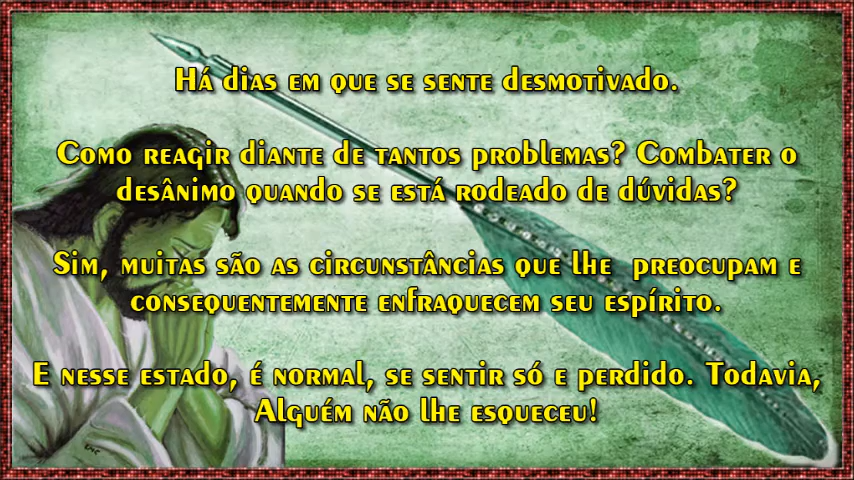 Há dias em que se sente desmotivado.
Como reagir diante de tantos problemas? Combater o
desânimo quando se está rodeado de dúvidas?
Sim, muitas são as circunstâncias que lhe preocupam e
consequentemente enfraquecem seu espírito.
E nesse estado, é normal, se sentir só e perdido. Todavia,
Alguém não lhe esqueceu!